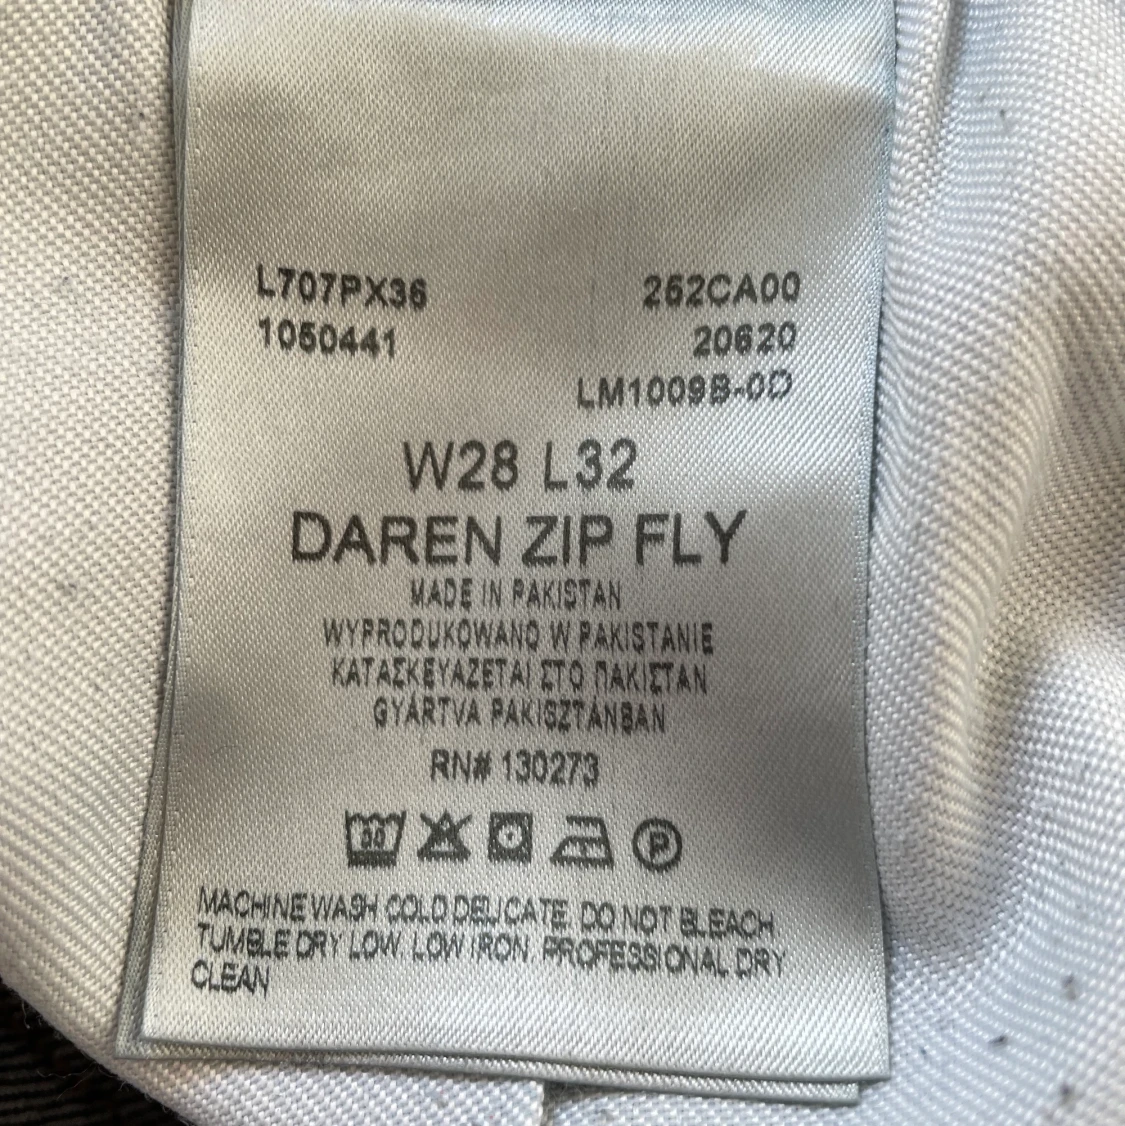 L707PX36 252CA00
1050441 20620
LM1009B-0D
W28 L32
DAREN ZIP FLY
MADE IN PAKISTAN
WYPRODUKOWANO W PAKISTANIE
ΚΑΤΑΣΚΕΥΑΖΕΤΑΙ ΣΤΟ ΠΑΚΙΣΤΑΝ
GYÁRTVA PAKISZTÁNBAN
RN# 130273
30
P
MACHINE WASH COLD DELICATE. DO NOT BLEACH
TUMBLE DRY LOW. LOW IRON. PROFESSIONAL DRY
CLEAN